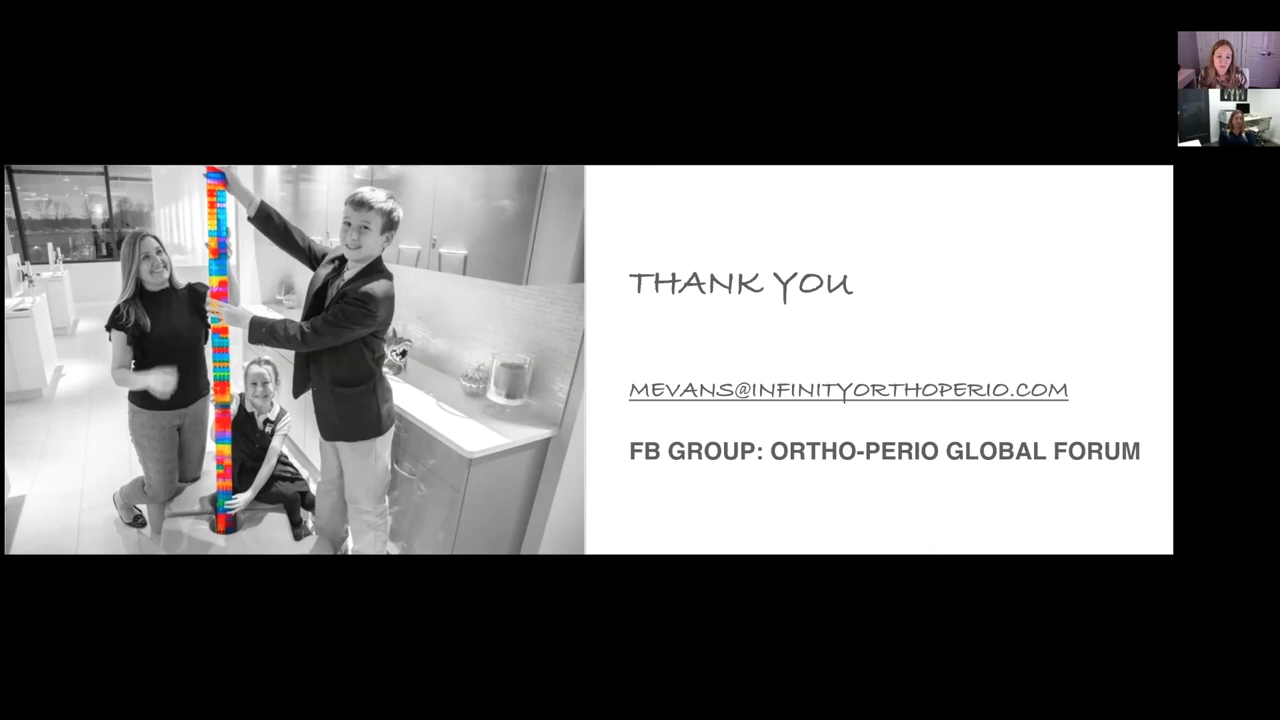 THANK YOU
MEVANS@INFINITYORTHOPERIO.COM
FB GROUP: ORTHO-PERIO GLOBAL FORUM